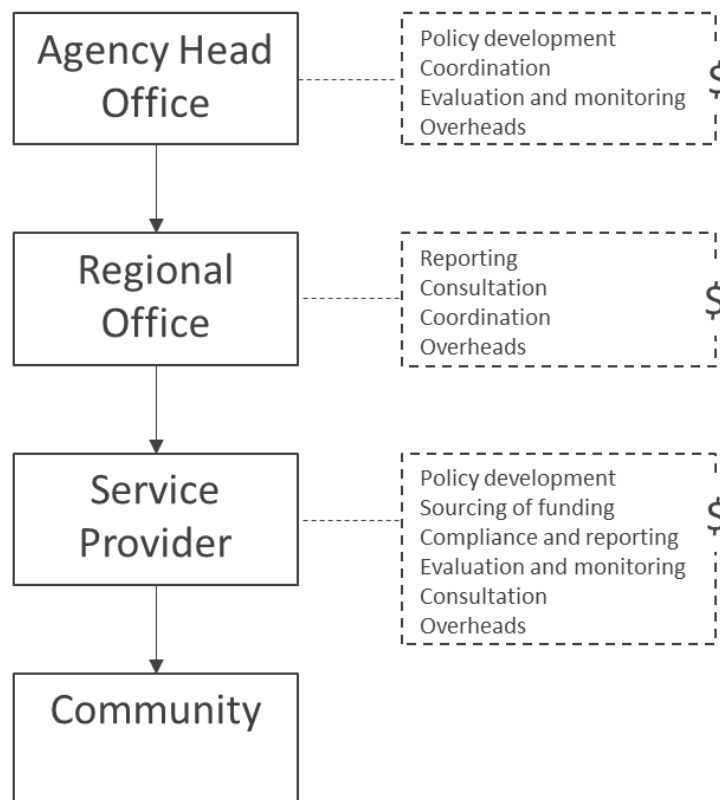 Agency Head
Office
Policy development
Coordination
Evaluation and monitoring
Overheads
$
Regional
Office
Reporting
Consultation
Coordination
Overheads
$
Service
Provider
Policy development
Sourcing of funding
Compliance and reporting
Evaluation and monitoring
Consultation
Overheads
$
Community